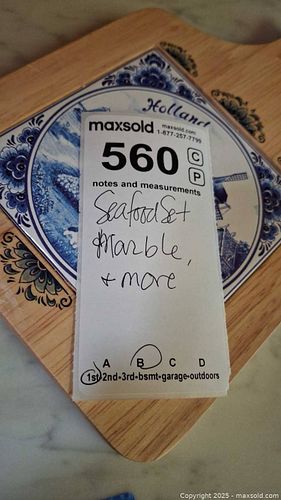 Holland
maxsold maxsold.com
1-877-257-7795
560 C
P
notes and measurements
Seafood Set
Marble,
+ more
A B C D
1st•2nd•3rd•bsmt•garage•outdoors
Copyright © 2025 - maxsold.com